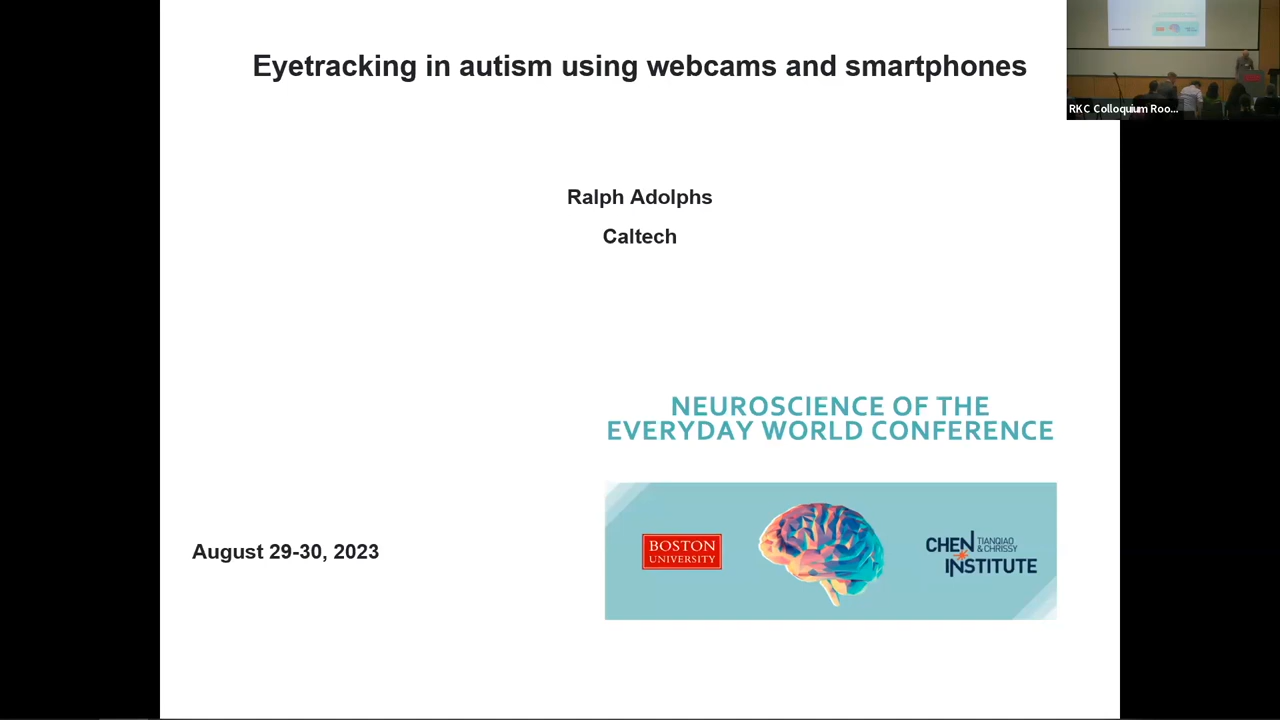 Eyetracking in autism using webcams and smartphones
RKC Colloquium Roo...
Ralph Adolphs
Caltech
NEUROSCIENCE OF THE
EVERYDAY WORLD CONFERENCE
August 29-30, 2023
BOSTON
UNIVERSITY
CHEN TIANQIAO
& CHRISSY
INSTITUTE